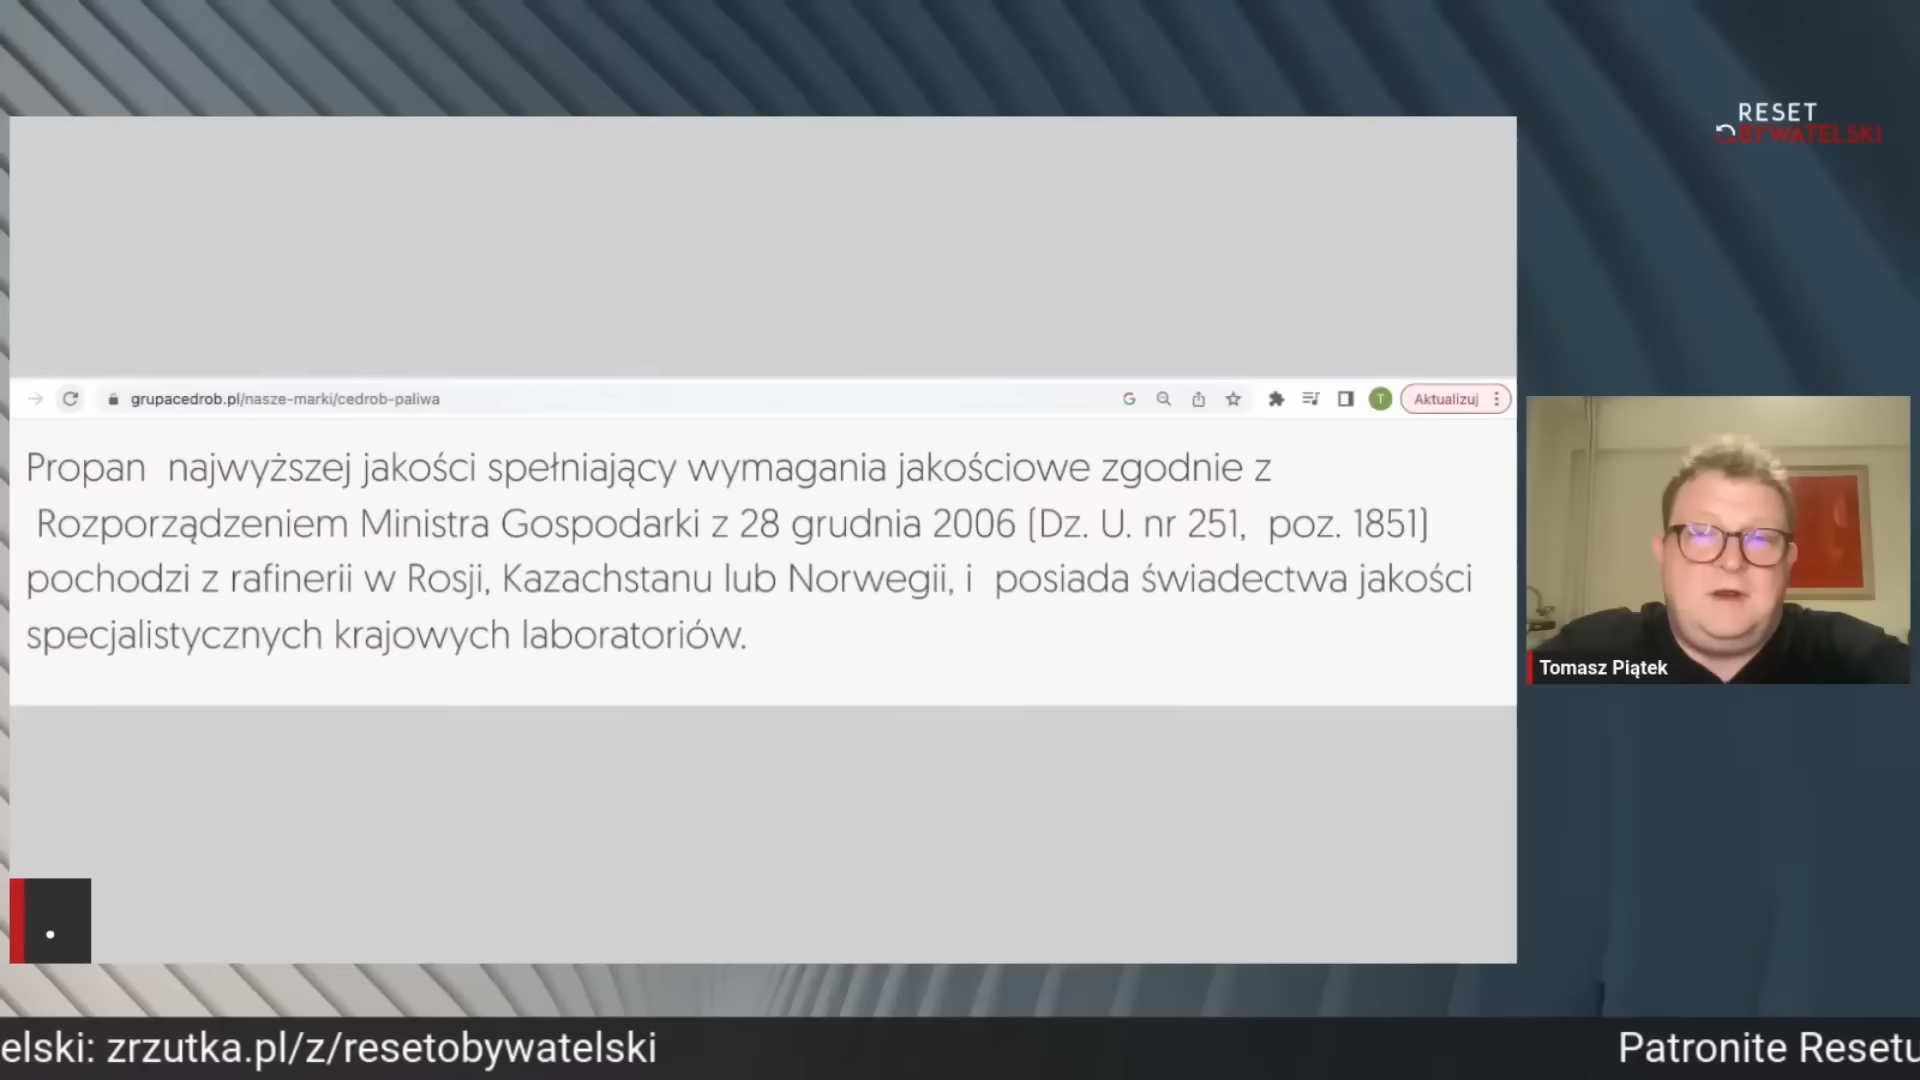 RESET
OBYWATELSKI
grupacedrob.pl/nasze-marki/cedrob-paliwa
T
Aktualizuj
Propan najwyższej jakości spełniający wymagania jakościowe zgodnie z
Rozporządzeniem Ministra Gospodarki z 28 grudnia 2006 (Dz. U. nr 251, poz. 1851)
pochodzi z rafinerii w Rosji, Kazachstanu lub Norwegii, i posiada świadectwa jakości
specjalistycznych krajowych laboratoriów.
Tomasz Piątek
.
elski: zrzutka.pl/z/resetobywatelski
Patronite Resetu